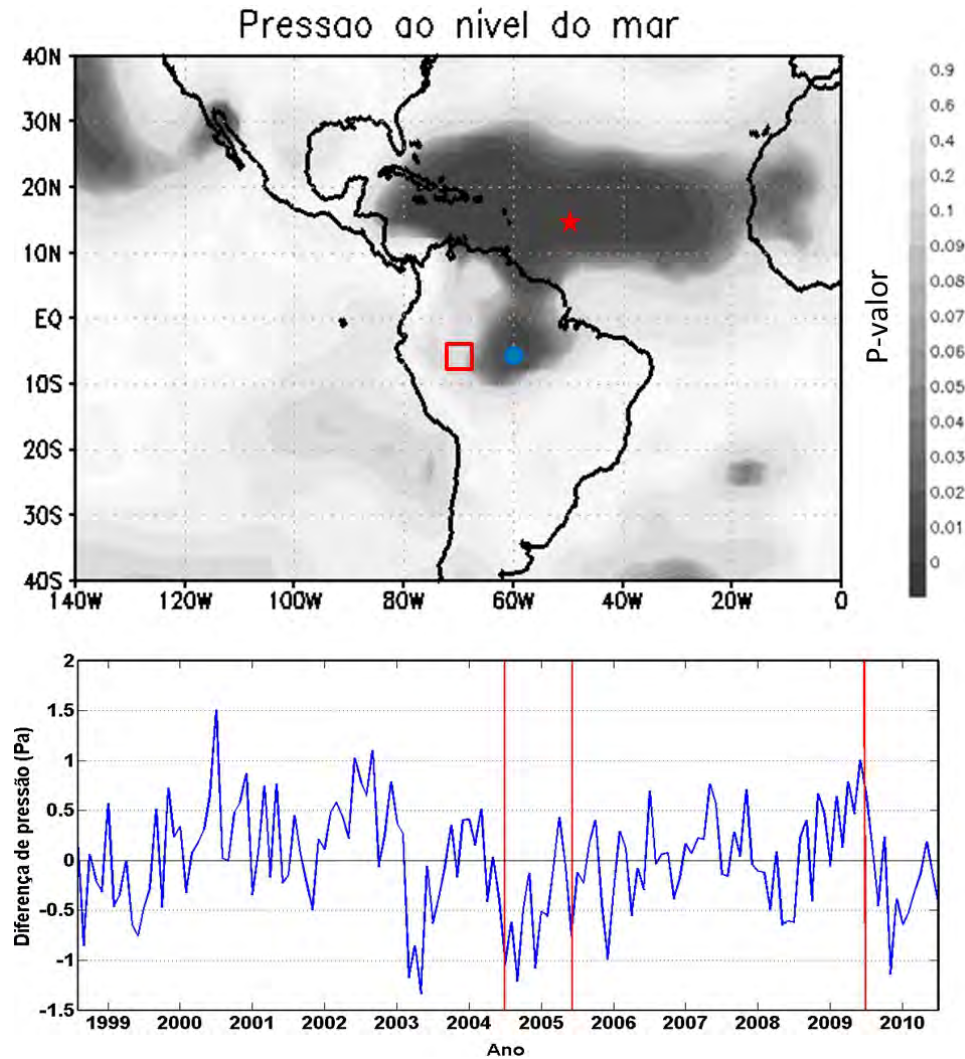 Pressao ao nivel do mar
40N
30N
20N
10N
EQ
10S
20S
30S
40S
140W 120W 100W 80W 60W 40W 20W 0
0.9
0.6
0.4
0.2
0.1
0.09
0.08
0.07
0.06
0.05
0.04
0.03
0.02
0.01
0
P-valor
Diferença de pressão (Pa)
2
1.5
1
0.5
0
-0.5
-1
-1.5
1999 2000 2001 2002 2003 2004 2005 2006 2007 2008 2009 2010
Ano